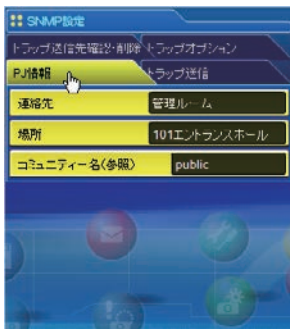 SNMP設定
トラップ送信先確認・削除 トラップオプション
PJ情報 トラップ送信
連絡先 管理ルーム
場所 101エントランスホール
コミュニティー名(参照) public